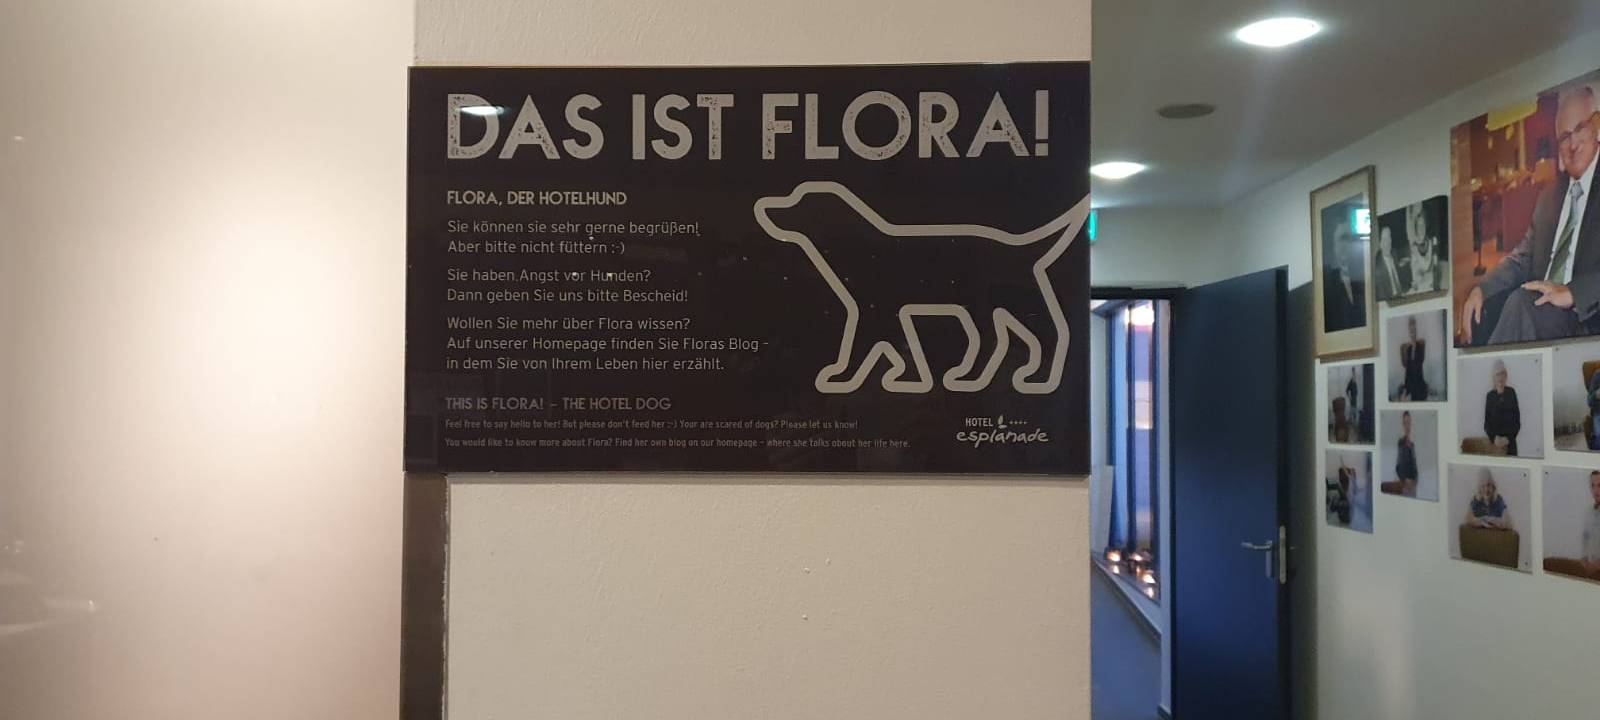 DAS IST FLORA!
FLORA, DER HOTELHUND
Sie können sie sehr gerne begrüßen!
Aber bitte nicht füttern :-)
Sie haben Angst vor Hunden?
Dann geben Sie uns bitte Bescheid!
Wollen Sie mehr über Flora wissen?
Auf unserer Homepage finden Sie Floras Blog –
in dem Sie von Ihrem Leben hier erzählt.
THIS IS FLORA! – THE HOTEL DOG
Feel free to say hello to her! But please don't feed her :-) Your are scared of dogs? Please let us know!
You would like to know more about Flora? Find her own blog on our homepage – where she talks about her life here.
HOTEL ****
esplanade